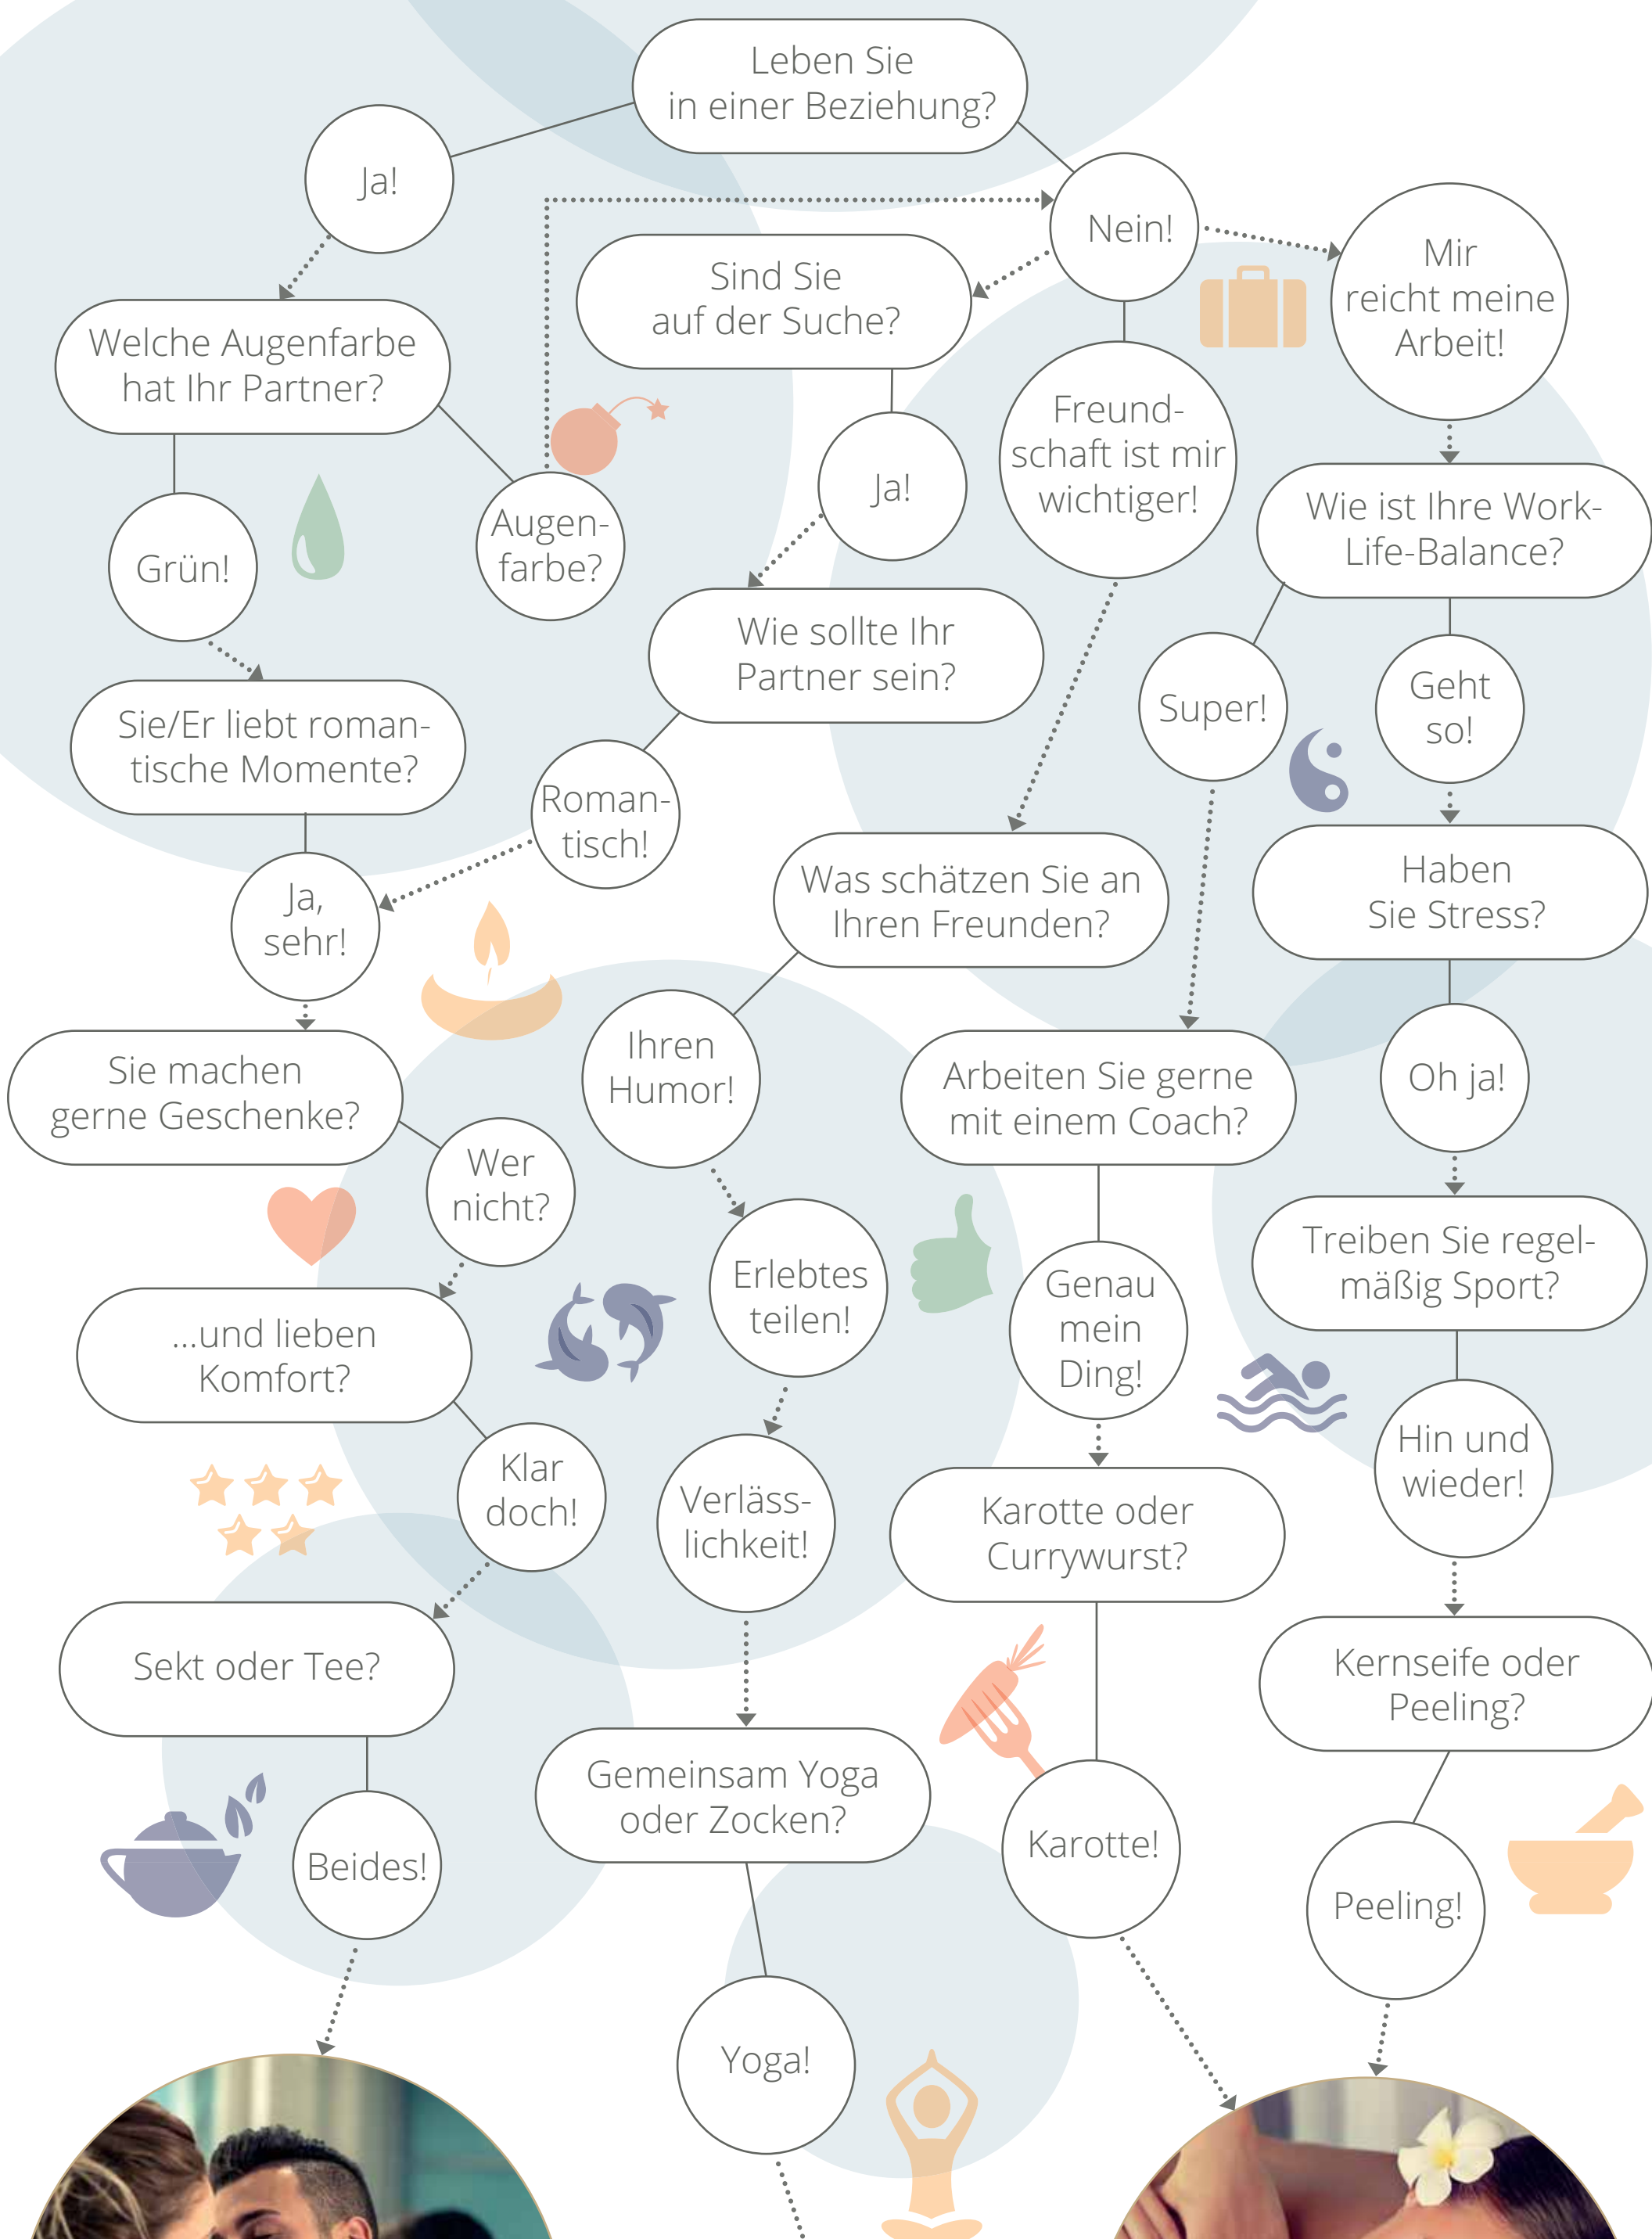 Leben Sie
in einer Beziehung?
Ja!
Nein!
Mir
reicht meine
Arbeit!
Sind Sie
auf der Suche?
Welche Augenfarbe
hat Ihr Partner?
Freund-
schaft ist mir
wichtiger!
Ja!
Wie ist Ihre Work-
Life-Balance?
Augen-
farbe?
Grün!
Wie sollte Ihr
Partner sein?
Super!
Geht
so!
Sie/Er liebt roman-
tische Momente?
Roman-
tisch!
Was schätzen Sie an
Ihren Freunden?
Haben
Sie Stress?
Ja,
sehr!
Ihren
Humor!
Arbeiten Sie gerne
mit einem Coach?
Oh ja!
Sie machen
gerne Geschenke?
Wer
nicht?
Erlebtes
teilen!
Genau
mein
Ding!
Treiben Sie regel-
mäßig Sport?
...und lieben
Komfort?
Klar
doch!
Verläss-
lichkeit!
Karotte oder
Currywurst?
Hin und
wieder!
Sekt oder Tee?
Kernseife oder
Peeling?
Gemeinsam Yoga
oder Zocken?
Beides!
Karotte!
Peeling!
Yoga!